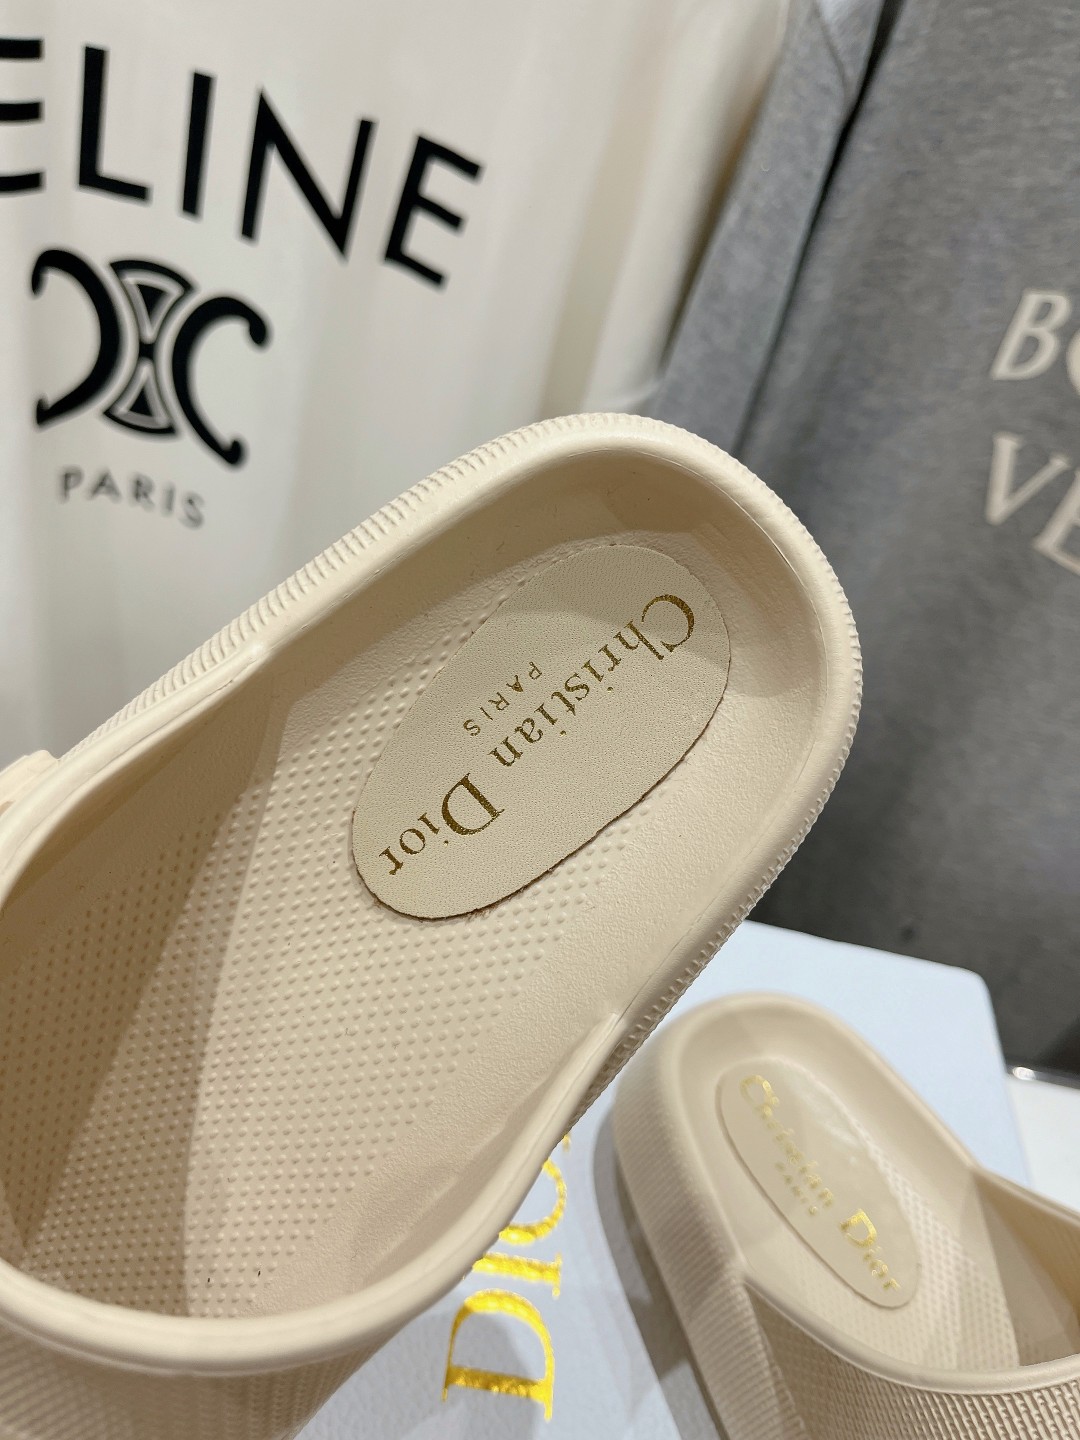 ELINE
PARIS
BO
VE
Christian Dior
PARIS
Christian Dior
PARIS
DIO